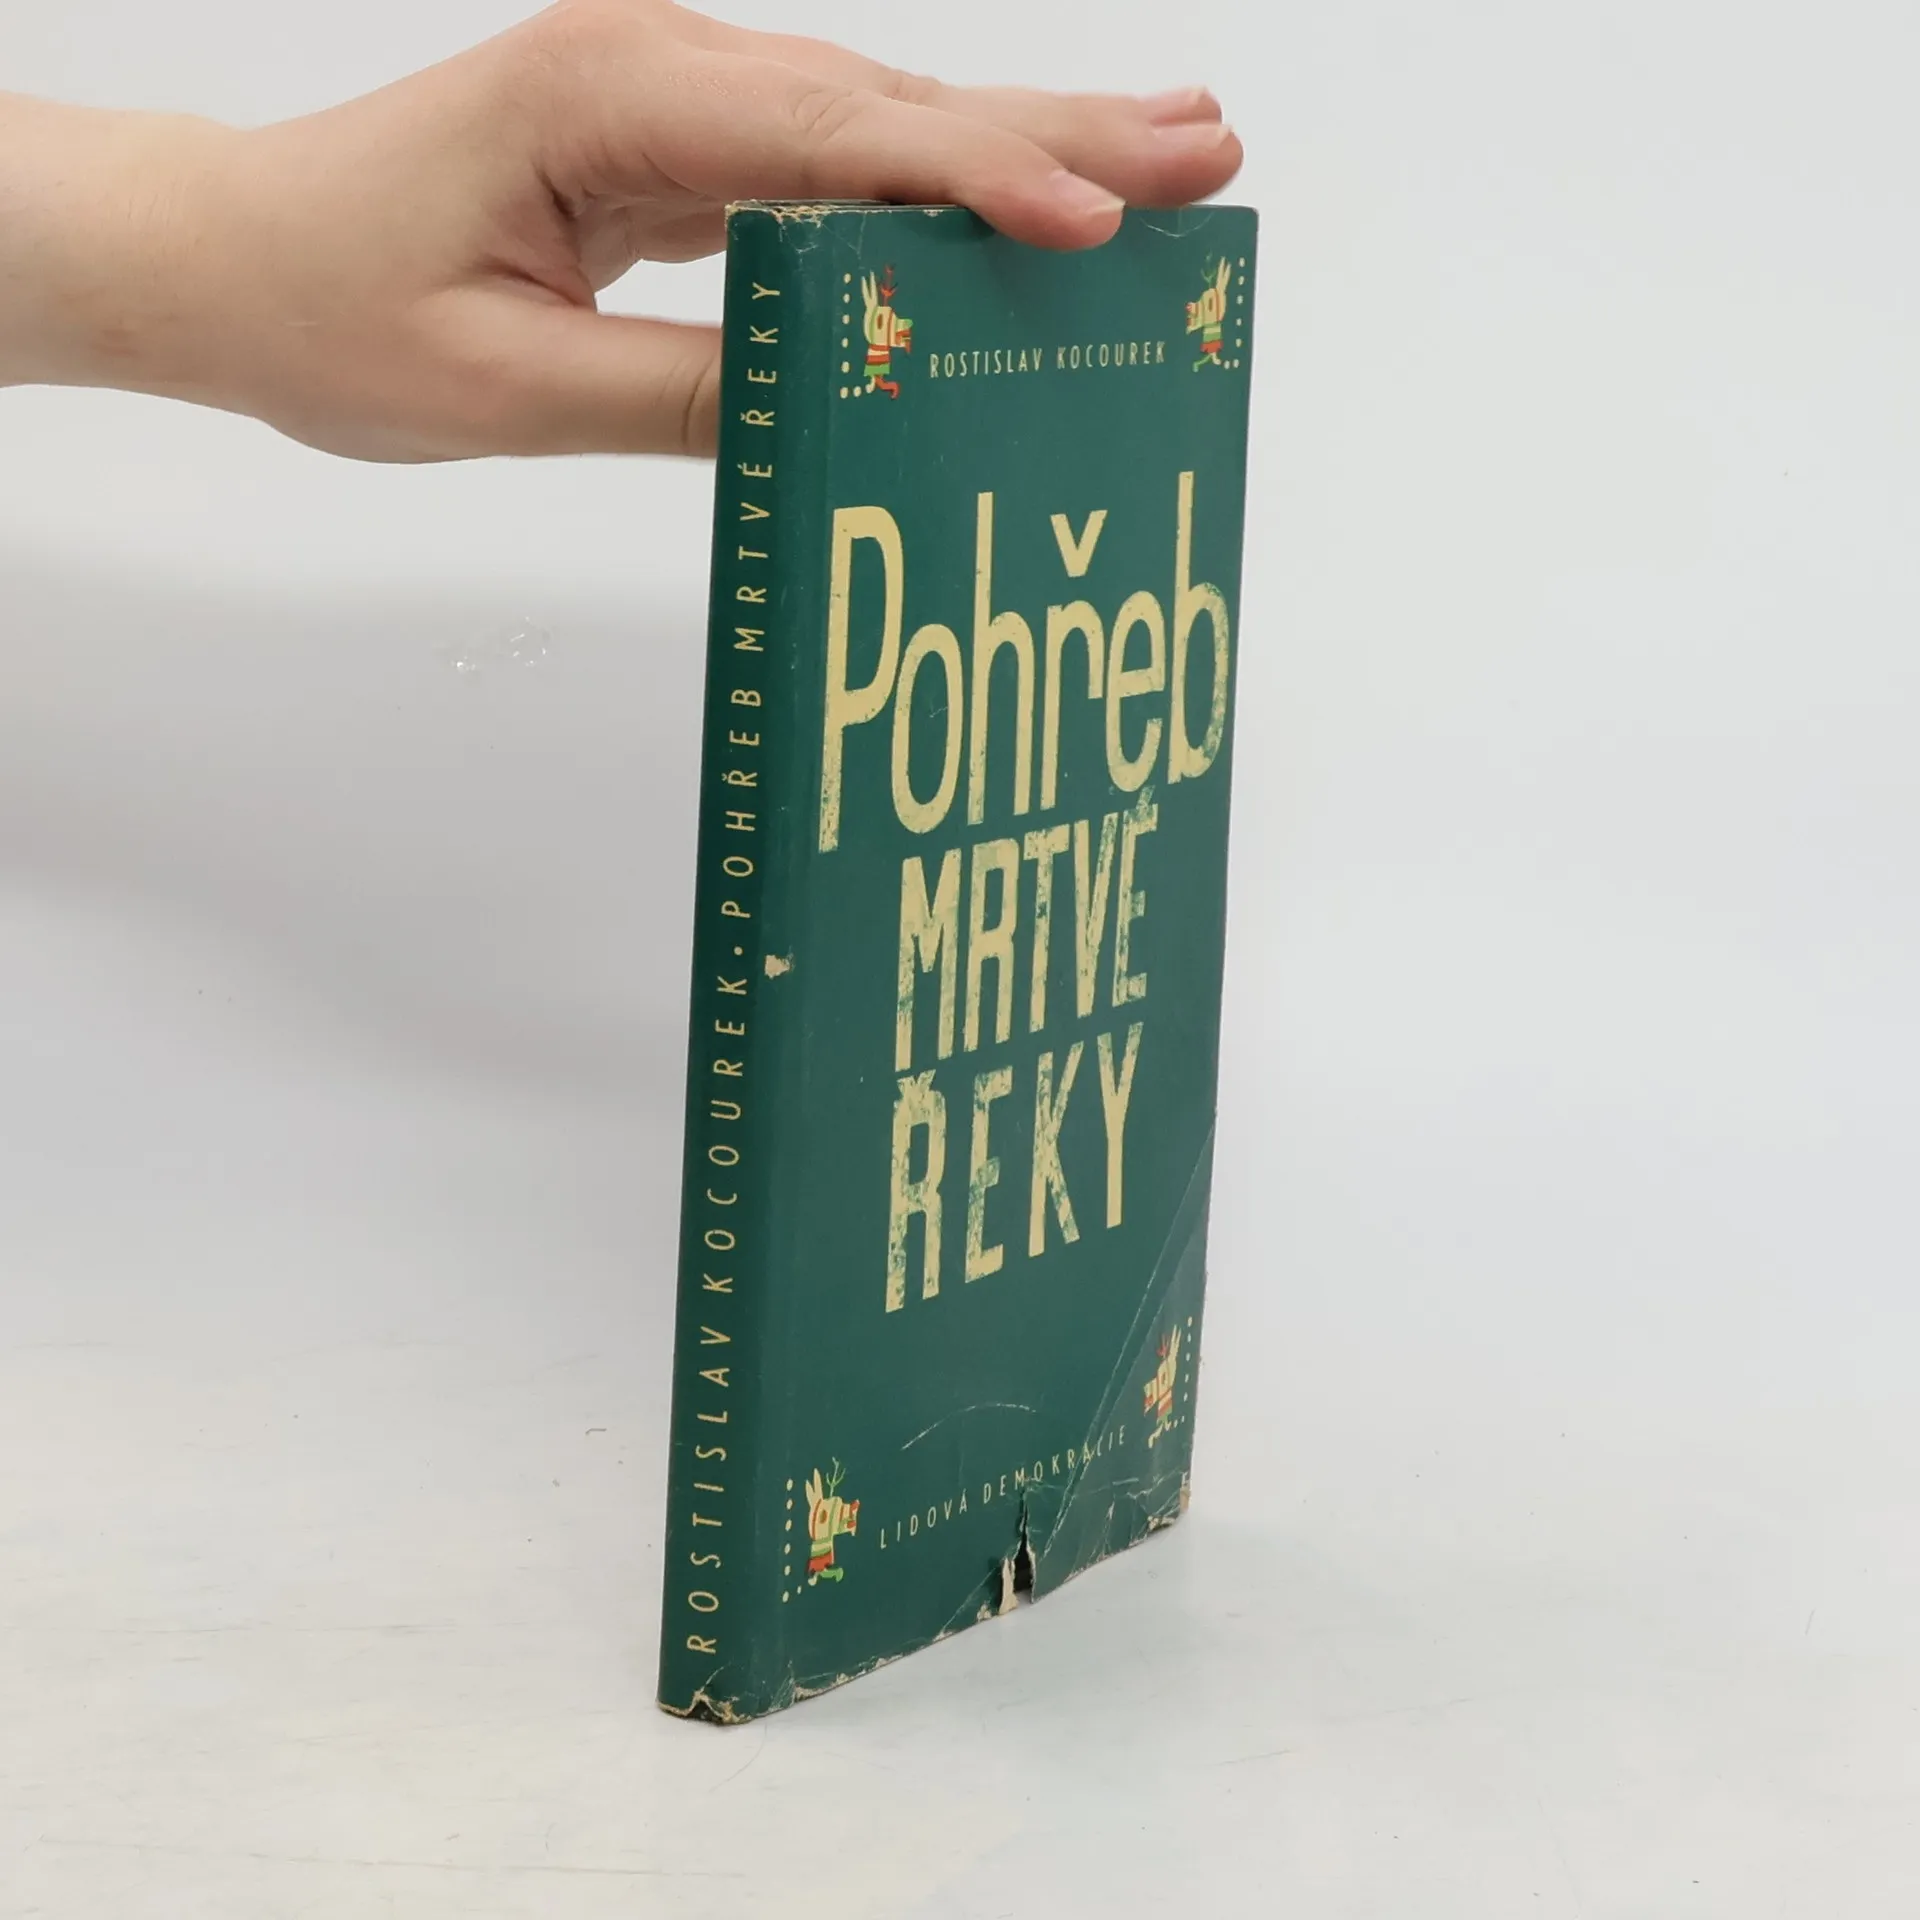 ROSTISLAV KOCOUREK • POHŘEB MRTVÉ ŘEKY
ROSTISLAV KOCOUREK
Pohřeb
MRTVÉ
ŘEKY
LIDOVÁ DEMOKRACIE